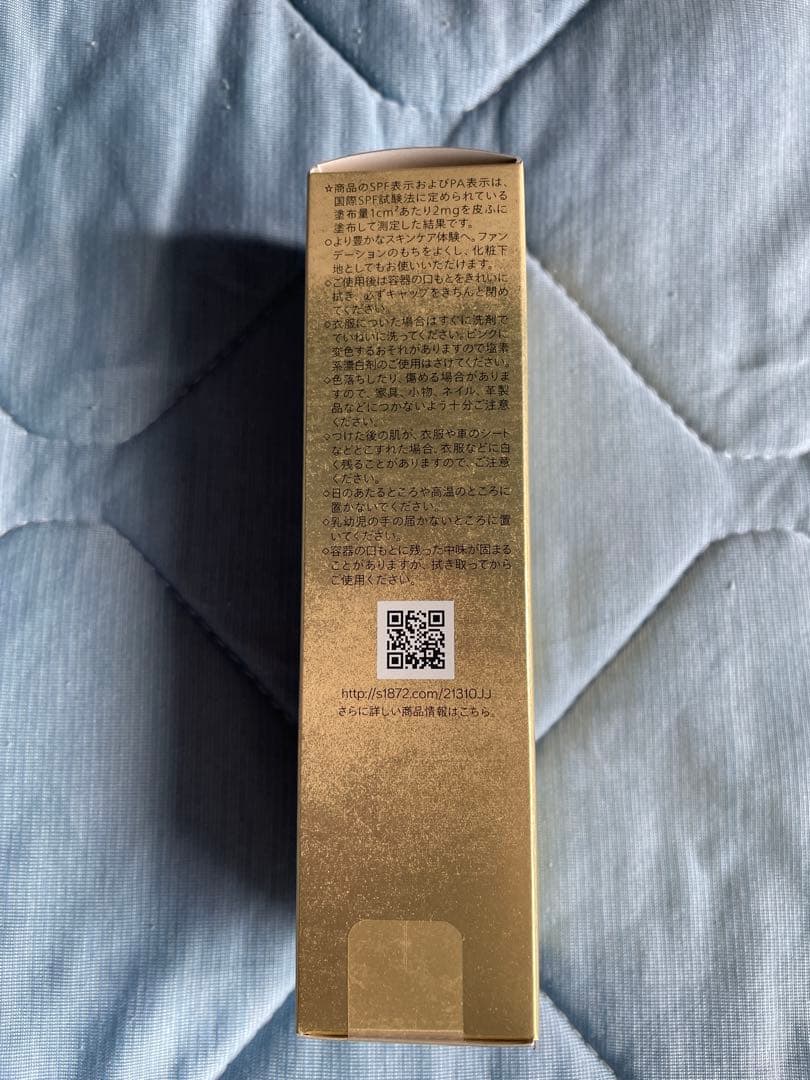 ☆商品のSPF表示およびPA表示は、
国際SPF試験法に定められている
塗布量1cm²あたり2mgを皮ふに
塗布して測定した結果です。
○より豊かなスキンケア体験へ。ファン
デーションのもちをよくし、化粧下
地としてもお使いいただけます。
○ご使用後は容器の口もとをきれいに
拭き、必ずキャップをきちんと閉め
てください。
○衣服についた場合はすぐに洗剤で
ていねいに洗ってください。ピンクに
変色するおそれがありますので塩素
系漂白剤のご使用はさけてください。
○色落ちしたり、傷める場合がありま
すので、家具、小物、ネイル、革製
品などにつかないよう十分ご注意
ください。
○つけた後の肌が、衣服や車のシート
などとこすれた場合、衣服などに白
く残ることがありますので、ご注意
ください。
○日のあたるところや高温のところに
置かないでください。
○乳幼児の手の届かないところに置
いてください。
○容器の口もとに残った中味が固まる
ことがありますが、拭き取ってから
ご使用ください。
http://s1872.com/21310JJ
さらに詳しい商品情報はこちら。